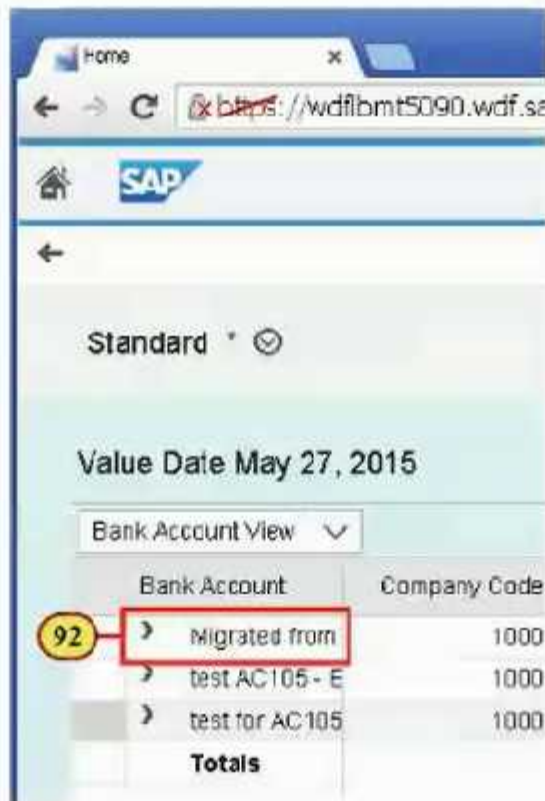 Home
https://wdflbmt5090.wdf.sa
SAP
Standard *
Value Date May 27, 2015
Bank Account View
Bank Account Company Code
92 Migrated from 1000
test AC105 - E 1000
test for AC105 1000
Totals